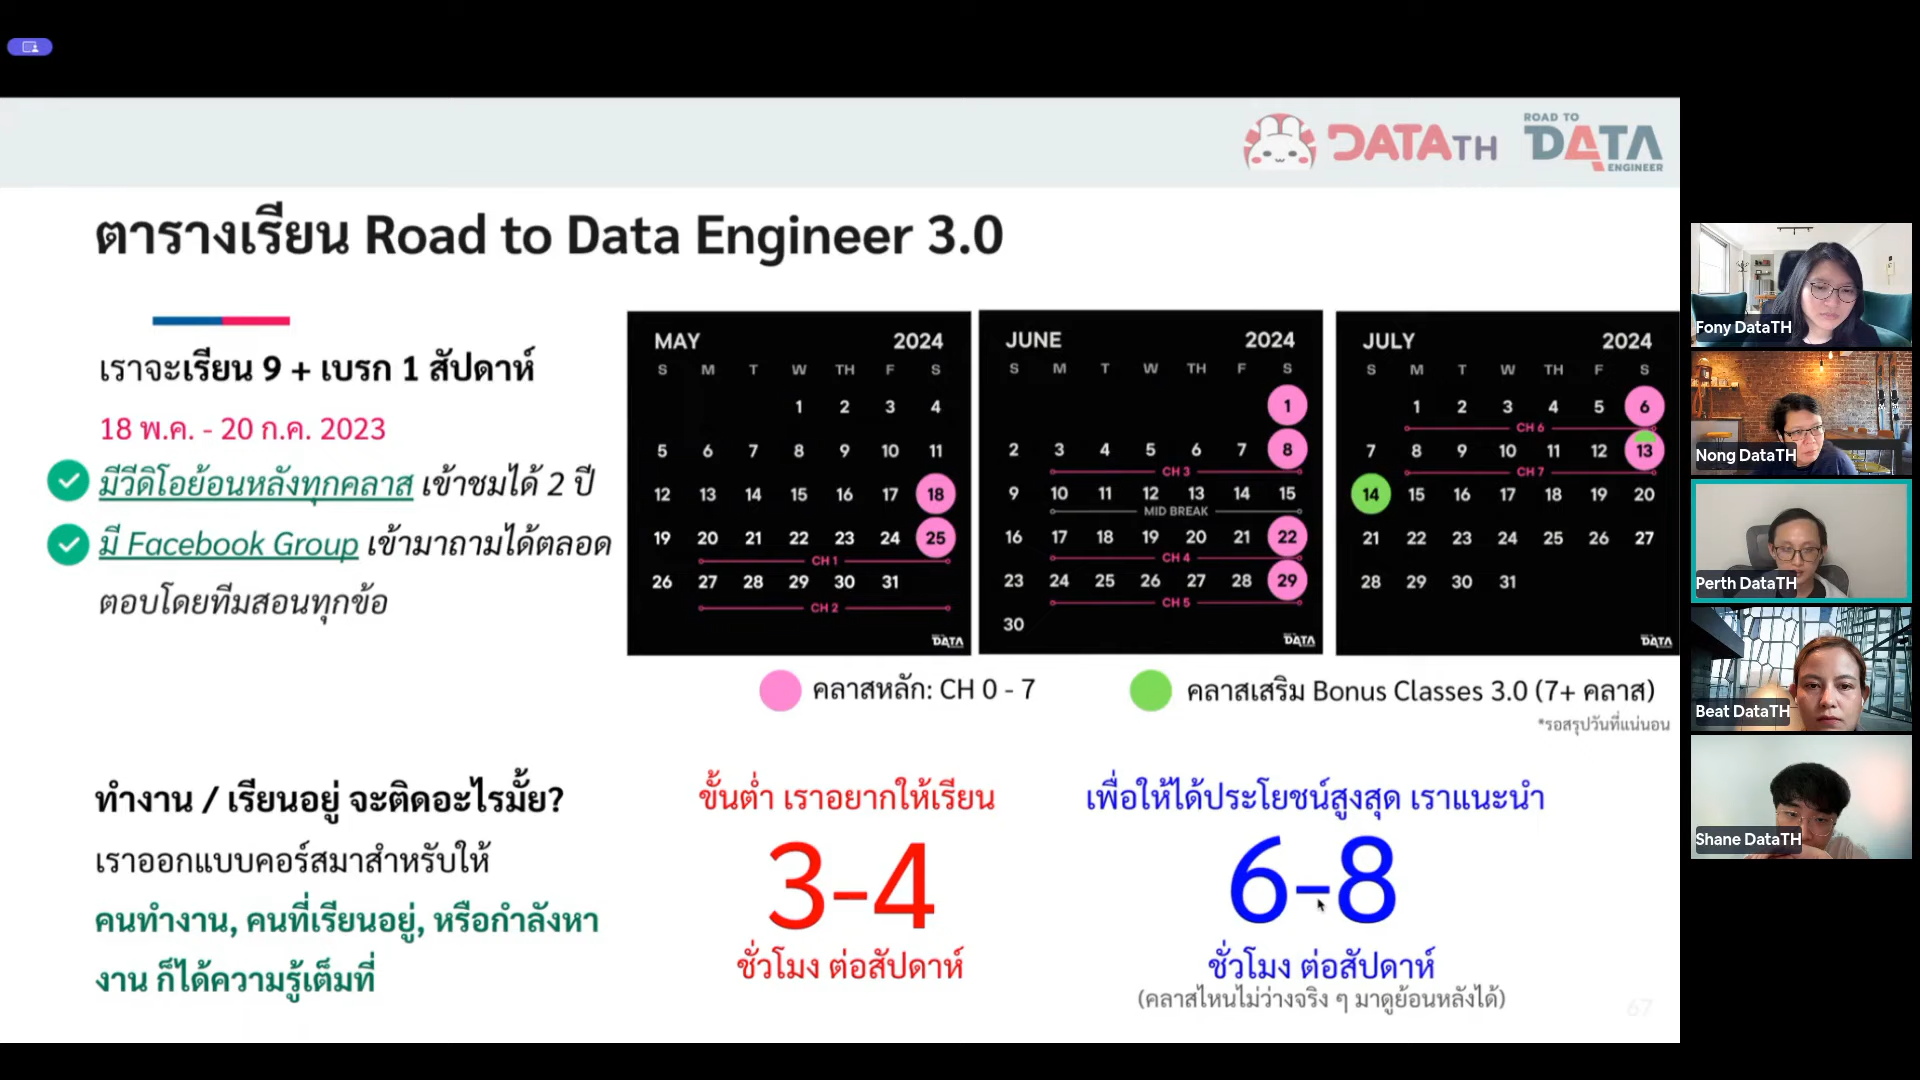 DATATH
ROAD TO
DATA
ENGINEER
ตารางเรียน Road to Data Engineer 3.0
เราจะเรียน 9 + เบรก 1 สัปดาห์
18 พ.ค. - 20 ก.ค. 2023
มีวีดิโอย้อนหลังทุกคลาส เข้าชมได้ 2 ปี
มี Facebook Group เข้ามาถามได้ตลอด
ตอบโดยทีมสอนทุกข้อ
MAY 2024
S M T W TH F S
1 2 3 4
5 6 7 8 9 10 11
12 13 14 15 16 17 18
19 20 21 22 23 24 25
CH 1
26 27 28 29 30 31
CH 2
DATA
JUNE 2024
S M T W TH F S
1
2 3 4 5 6 7 8
CH 3
9 10 11 12 13 14 15
MID BREAK
16 17 18 19 20 21 22
CH 4
23 24 25 26 27 28 29
CH 5
30
DATA
JULY 2024
S M T W TH F S
1 2 3 4 5 6
CH 6
7 8 9 10 11 12 13
CH 7
14 15 16 17 18 19 20
21 22 23 24 25 26 27
28 29 30 31
DATA
คลาสหลัก: CH 0 - 7
คลาสเสริม Bonus Classes 3.0 (7+ คลาส)
*รอสรุปวันที่แน่นอน
ทำงาน / เรียนอยู่ จะติดอะไรมั้ย?
เราออกแบบคอร์สมาสำหรับให้
คนทำงาน, คนที่เรียนอยู่, หรือกำลังหา
งาน ก็ได้ความรู้เต็มที่
ขั้นต่ำ เราอยากให้เรียน
3-4
ชั่วโมง ต่อสัปดาห์
เพื่อให้ได้ประโยชน์สูงสุด เราแนะนำ
6-8
ชั่วโมง ต่อสัปดาห์
(คลาสไหนไม่ว่างจริง ๆ มาดูย้อนหลังได้)
67
Fony DataTH
Nong DataTH
Perth DataTH
Beat DataTH
Shane DataTH